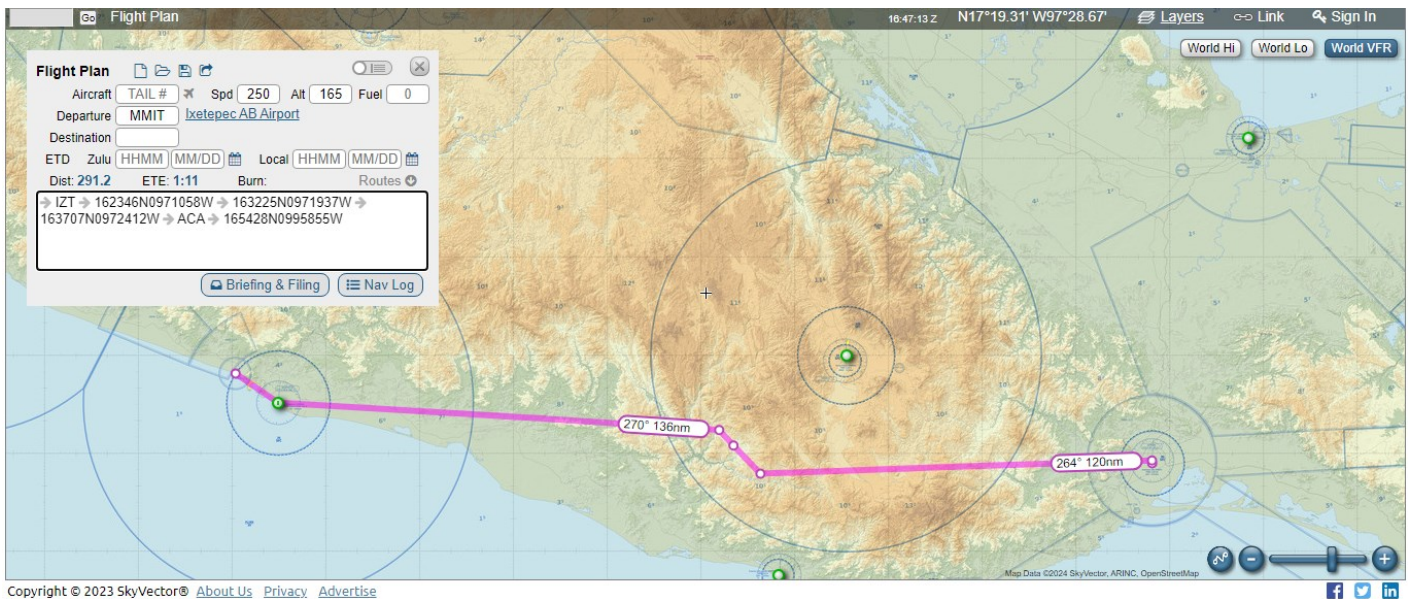 Go Flight Plan
16:47:13 Z N17°19.31' W97°28.67' Layers Link Sign In
World Hi World Lo World VFR
Flight Plan
Aircraft TAIL # Spd 250 Alt 165 Fuel 0
Departure MMIT Ixetepec AB Airport
Destination
ETD Zulu HHMM MM/DD Local HHMM MM/DD
Dist: 291.2 ETE: 1:11 Burn: Routes
→ IZT → 162346N0971058W → 163225N0971937W →
163707N0972412W → ACA → 165428N0995855W
Briefing & Filing Nav Log
270° 136nm
264° 120nm
Map Data ©2024 SkyVector, ARINC, OpenStreetMap
Copyright © 2023 SkyVector® About Us Privacy Advertise